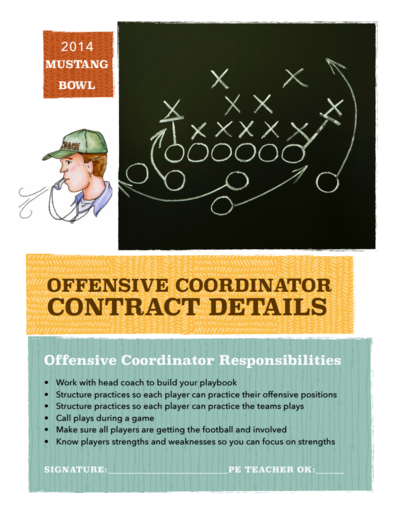 2014
MUSTANG
BOWL
OFFENSIVE COORDINATOR
CONTRACT DETAILS
Offensive Coordinator Responsibilities
• Work with head coach to build your playbook
• Structure practices so each player can practice their offensive positions
• Structure practices so each player can practice the teams plays
• Call plays during a game
• Make sure all players are getting the football and involved
• Know players strengths and weaknesses so you can focus on strengths
SIGNATURE:______________________PE TEACHER OK:_____